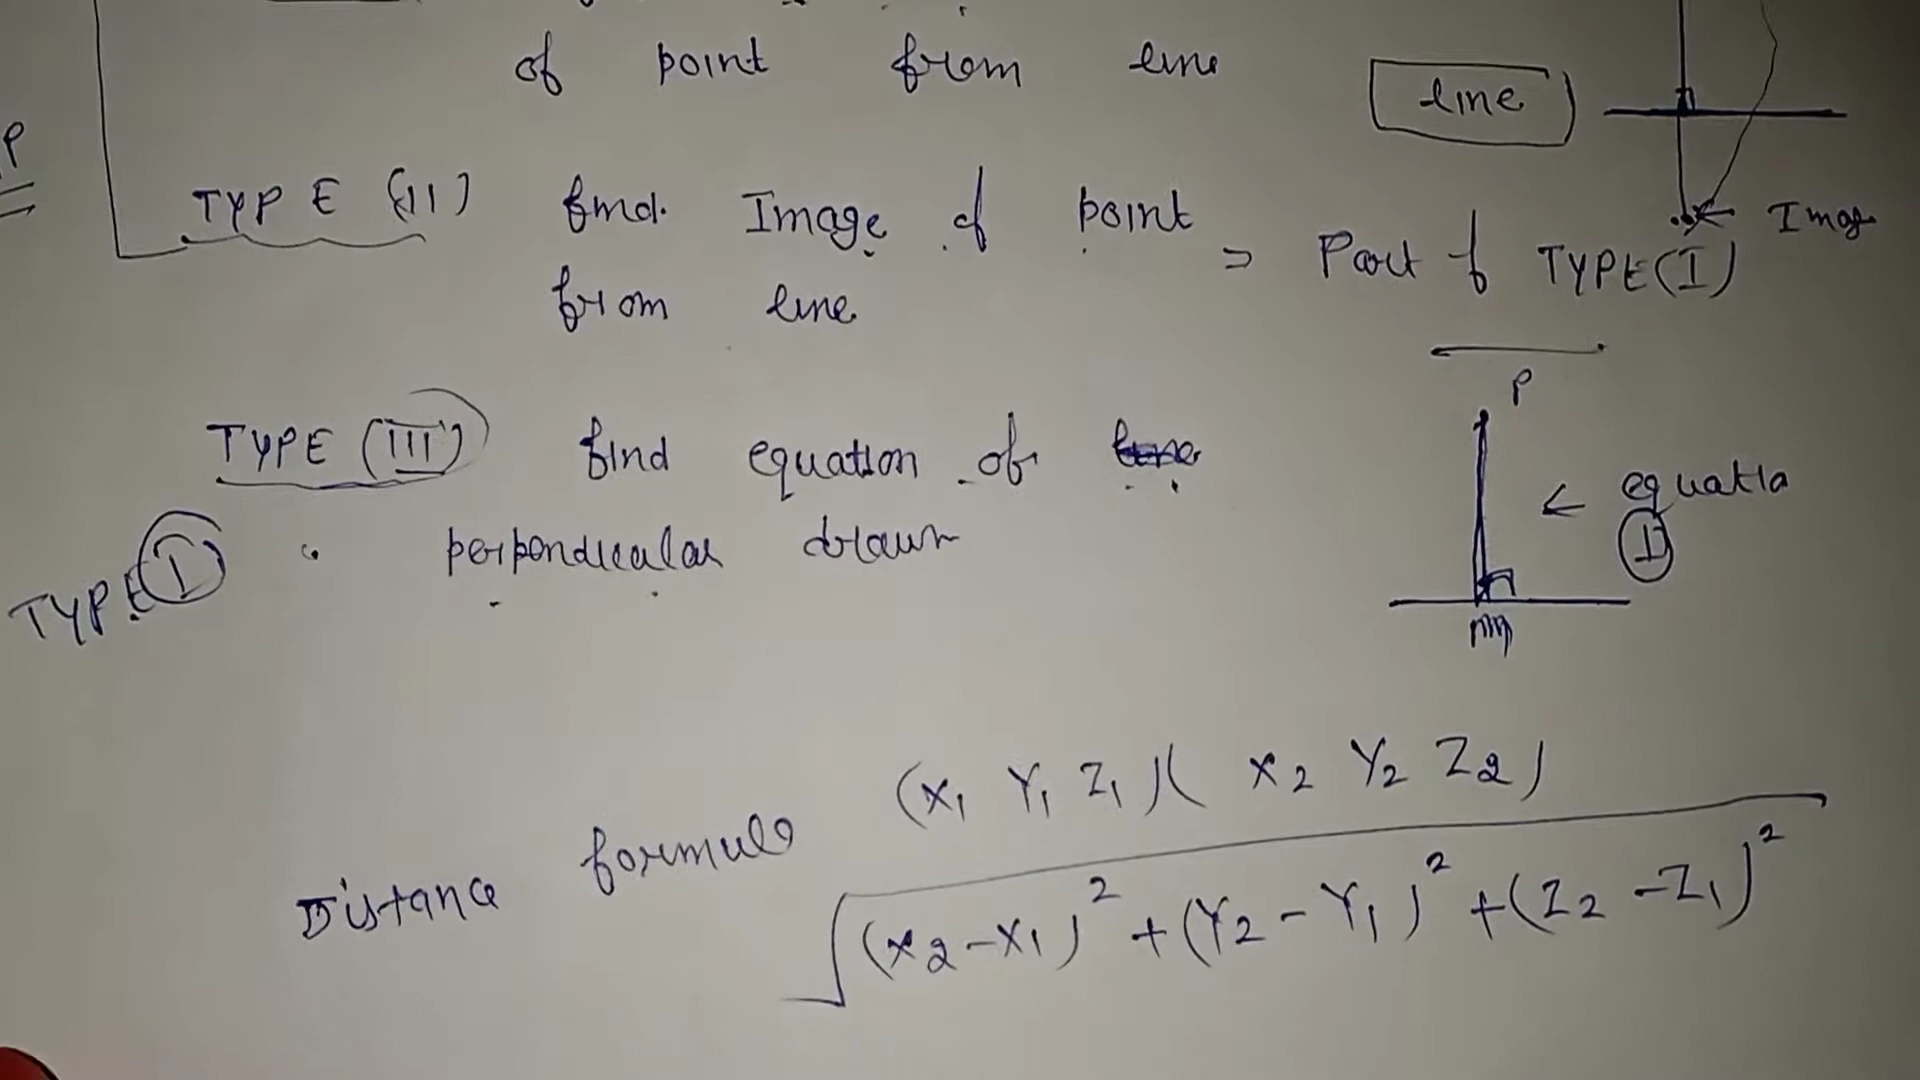 of point from line
line
P
TYPE (II) find Image of point
Imag
from line
= Part of TYPE(I)
P
TYPE (III) find equation of
← equatio
I
TYPE I perpendicular drawn
M
(X1 Y1 Z1)( X2 Y2 Z2)
Distance formula
√(X2-X1)² + (Y2-Y1)² + (Z2-Z1)²